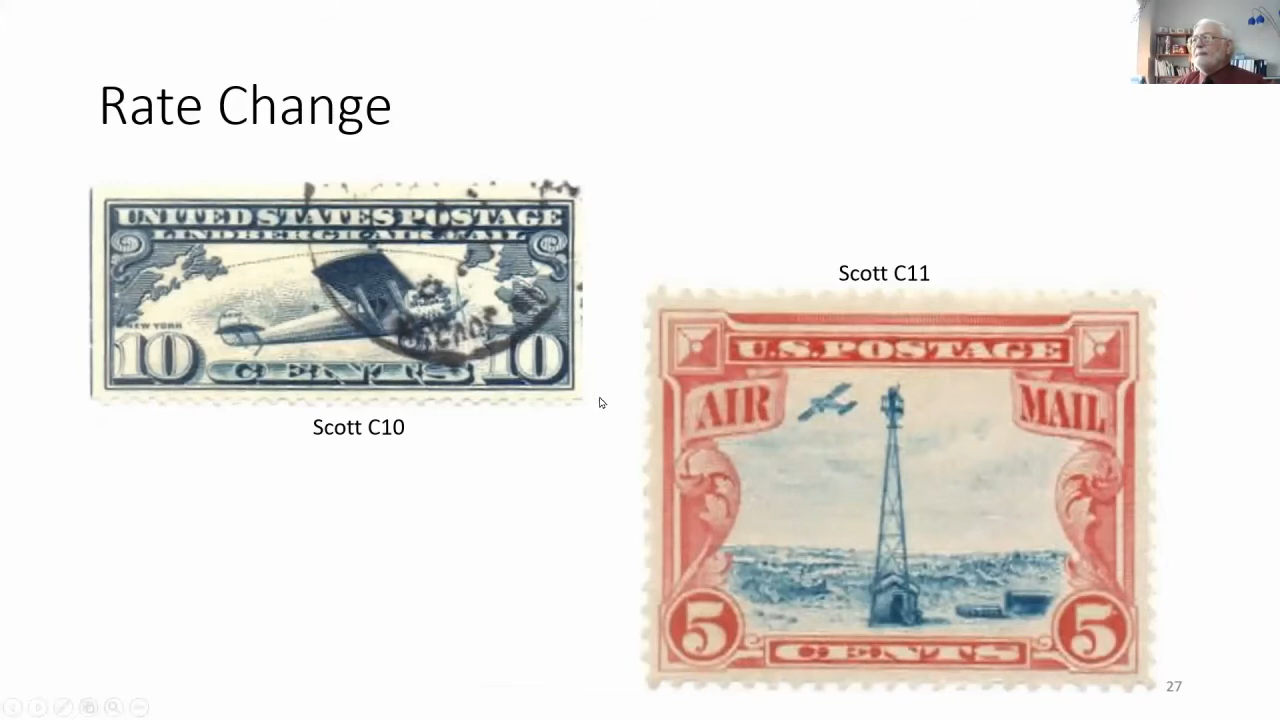 Rate Change
UNITED STATES POSTAGE
LINDBERGH AIR MAIL
NEW YORK
10 CENTS 10
Scott C10
Scott C11
U.S. POSTAGE
AIR MAIL
5 CENTS 5
27